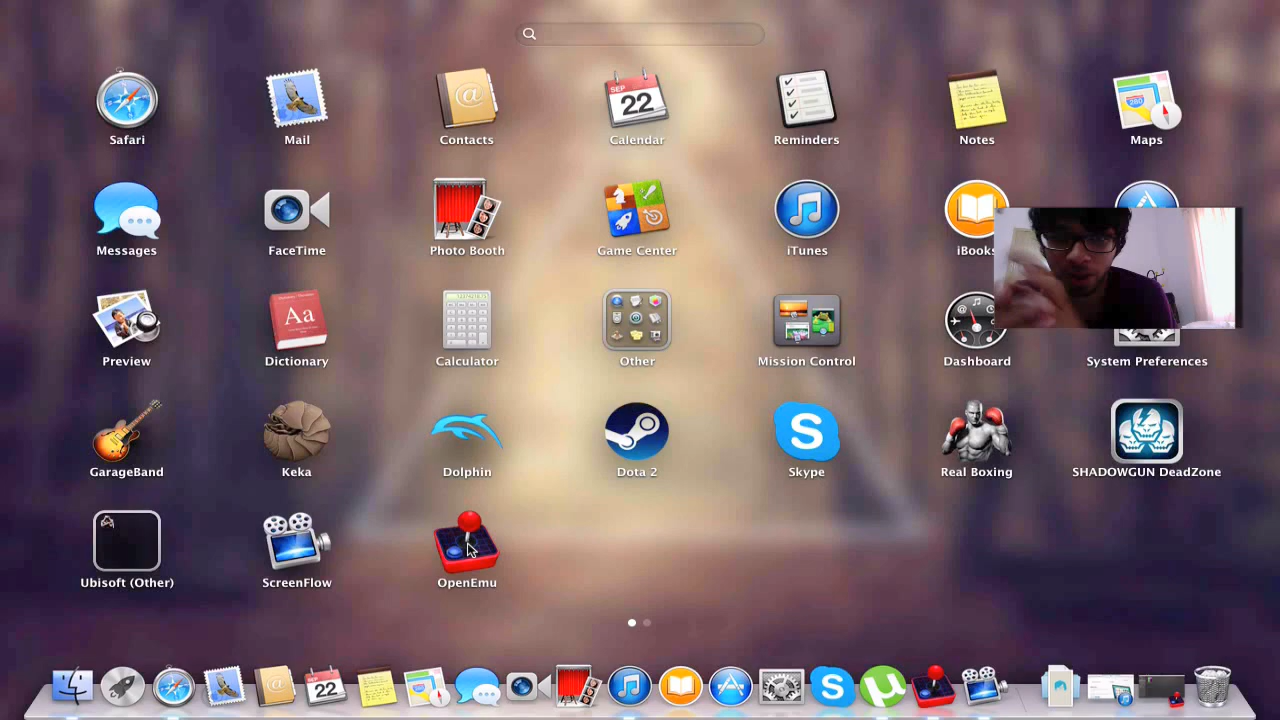 SEP
22
280
Safari
Mail
Contacts
Calendar
Reminders
Notes
Maps
Messages
FaceTime
Photo Booth
Game Center
iTunes
iBooks
Aa
Preview
Dictionary
Calculator
Other
Mission Control
Dashboard
System Preferences
GarageBand
Keka
Dolphin
Dota 2
Skype
Real Boxing
SHADOWGUN DeadZone
Ubisoft (Other)
ScreenFlow
OpenEmu
22